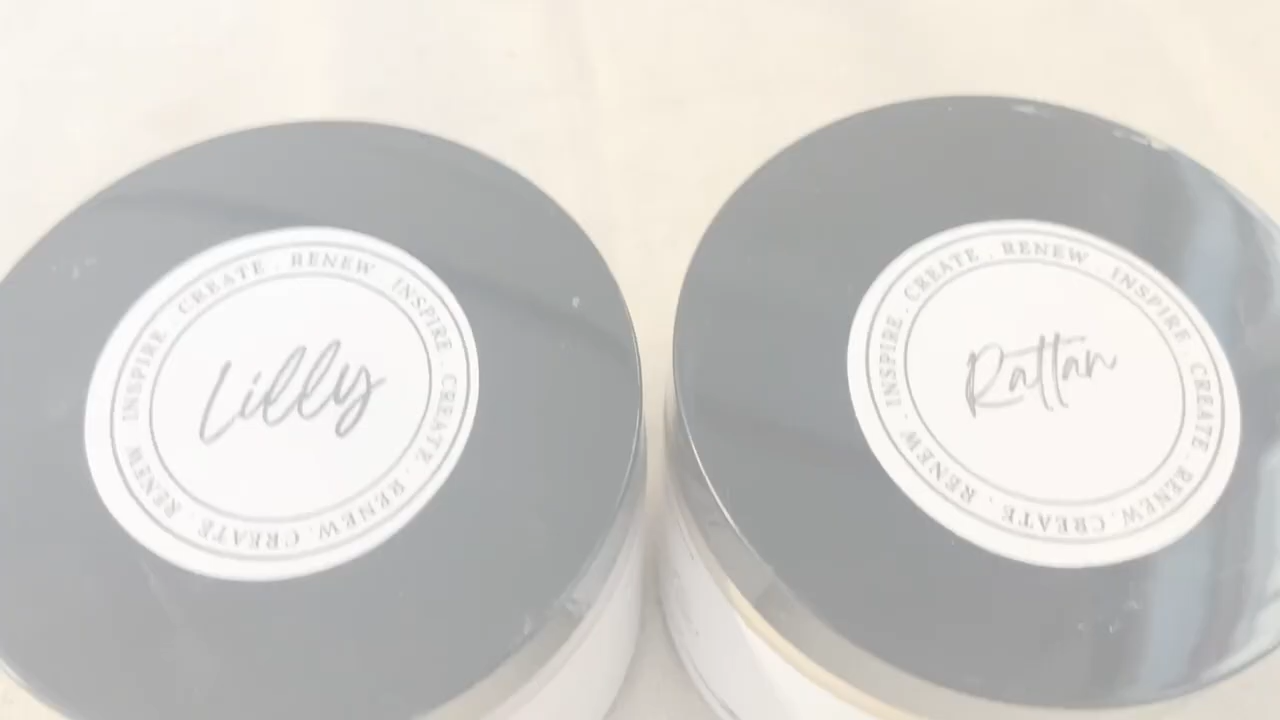 RENEW . INSPIRE . CREATE . RENEW . CREATE . RENEW . INSPIRE . CREATE .
Lilly
RENEW . INSPIRE . CREATE . RENEW . CREATE . RENEW . INSPIRE . CREATE .
Rattan